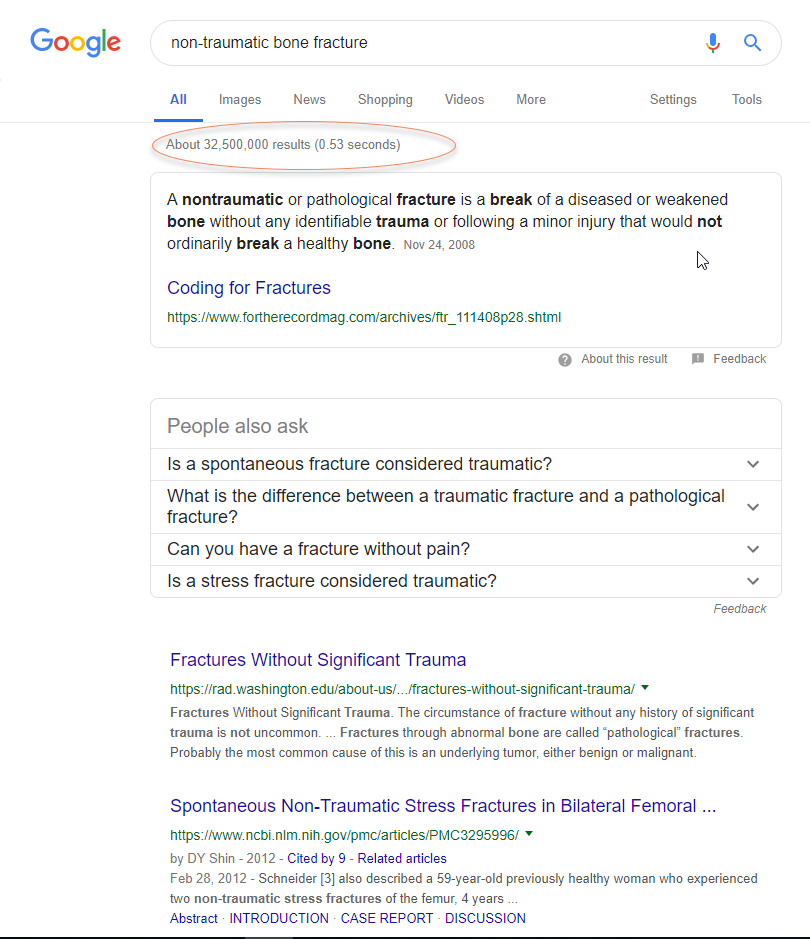 Google
non-traumatic bone fracture
All Images News Shopping Videos More Settings Tools
About 32,500,000 results (0.53 seconds)
A nontraumatic or pathological fracture is a break of a diseased or weakened
bone without any identifiable trauma or following a minor injury that would not
ordinarily break a healthy bone. Nov 24, 2008
Coding for Fractures
https://www.fortherecordmag.com/archives/ftr_111408p28.shtml
About this result Feedback
People also ask
Is a spontaneous fracture considered traumatic?
What is the difference between a traumatic fracture and a pathological
fracture?
Can you have a fracture without pain?
Is a stress fracture considered traumatic?
Feedback
Fractures Without Significant Trauma
https://rad.washington.edu/about-us/.../fractures-without-significant-trauma/
Fractures Without Significant Trauma. The circumstance of fracture without any history of significant
trauma is not uncommon. ... Fractures through abnormal bone are called “pathological” fractures.
Probably the most common cause of this is an underlying tumor, either benign or malignant.
Spontaneous Non-Traumatic Stress Fractures in Bilateral Femoral ...
https://www.ncbi.nlm.nih.gov/pmc/articles/PMC3295996/
by DY Shin - 2012 - Cited by 9 - Related articles
Feb 28, 2012 - Schneider [3] also described a 59-year-old previously healthy woman who experienced
two non-traumatic stress fractures of the femur, 4 years ...
Abstract · INTRODUCTION · CASE REPORT · DISCUSSION